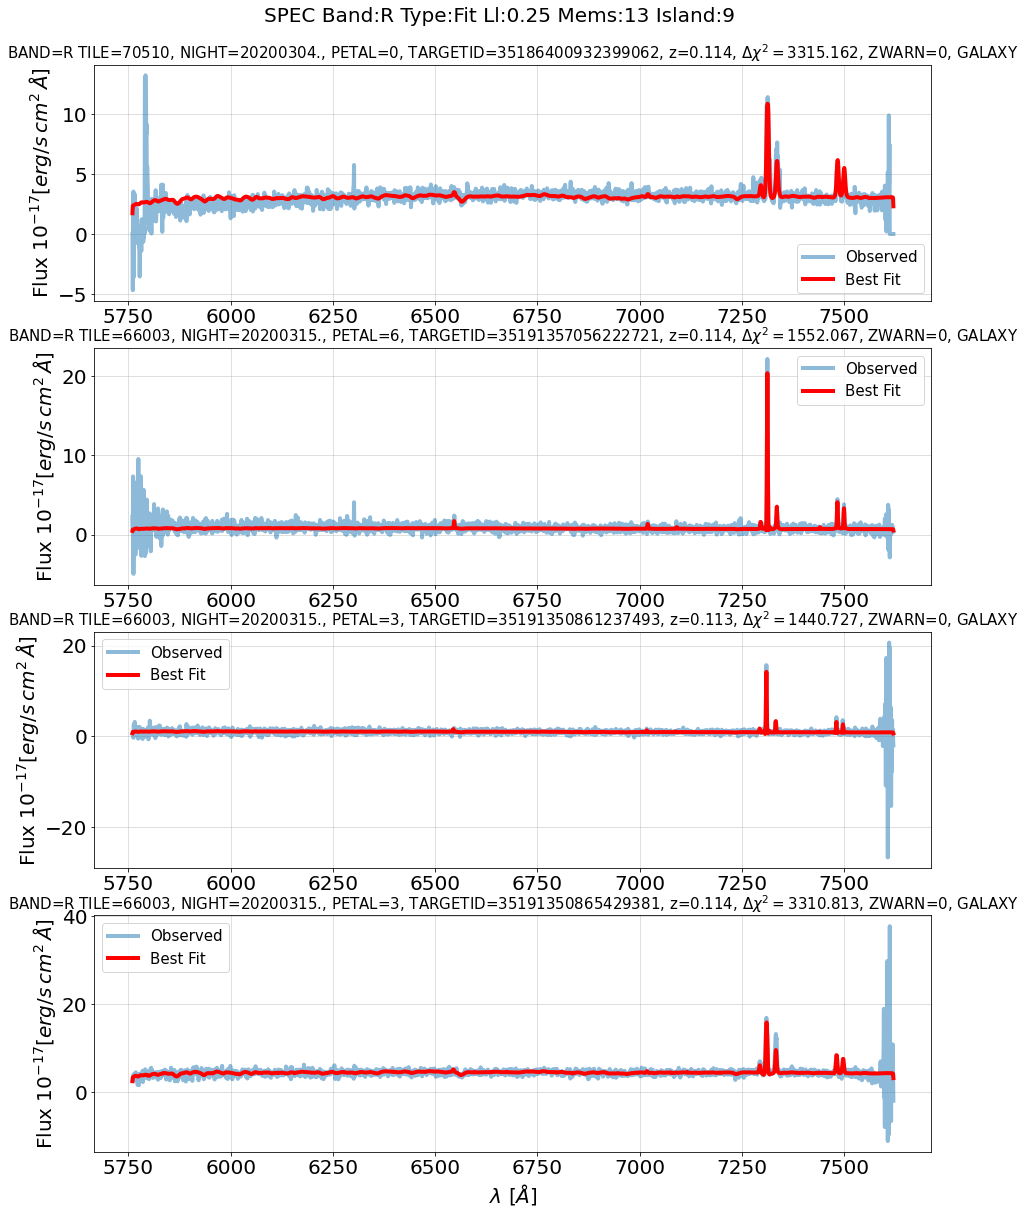 SPEC Band:R Type:Fit Ll:0.25 Mems:13 Island:9
BAND=R TILE=70510, NIGHT=20200304., PETAL=0, TARGETID=35186400932399062, z=0.114, Δχ² = 3315.162, ZWARN=0, GALAXY
Flux 10⁻¹⁷[erg/s cm² Å]
10
5
0
−5
Observed
Best Fit
5750 6000 6250 6500 6750 7000 7250 7500
BAND=R TILE=66003, NIGHT=20200315., PETAL=6, TARGETID=35191357056222721, z=0.114, Δχ² = 1552.067, ZWARN=0, GALAXY
Flux 10⁻¹⁷[erg/s cm² Å]
20
10
0
Observed
Best Fit
5750 6000 6250 6500 6750 7000 7250 7500
BAND=R TILE=66003, NIGHT=20200315., PETAL=3, TARGETID=35191350861237493, z=0.113, Δχ² = 1440.727, ZWARN=0, GALAXY
Flux 10⁻¹⁷[erg/s cm² Å]
20
0
−20
Observed
Best Fit
5750 6000 6250 6500 6750 7000 7250 7500
BAND=R TILE=66003, NIGHT=20200315., PETAL=3, TARGETID=35191350865429381, z=0.114, Δχ² = 3310.813, ZWARN=0, GALAXY
Flux 10⁻¹⁷[erg/s cm² Å]
40
20
0
Observed
Best Fit
5750 6000 6250 6500 6750 7000 7250 7500
λ [Å]